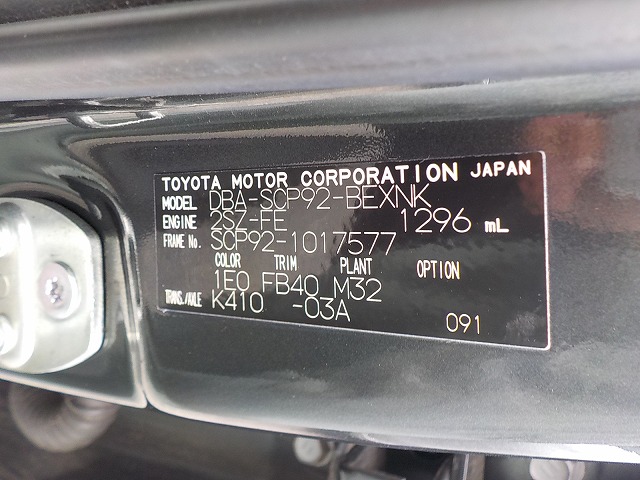 TOYOTA MOTOR CORPORATION JAPAN
MODEL DBA-SCP92-BEXNK
ENGINE 2SZ-FE 1296 mL
FRAME No. SCP92-1017577
COLOR TRIM PLANT OPTION
1E0 FB40 M32
TRANS./AXLE K410 -03A
091